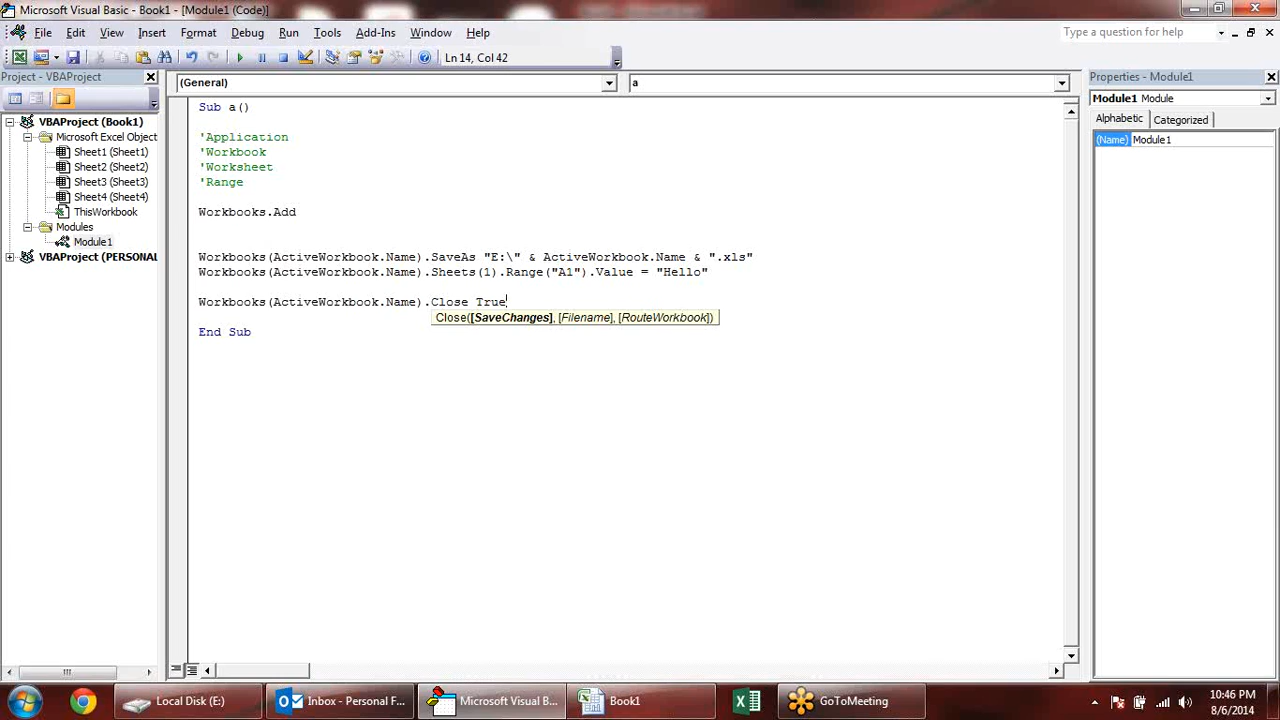 Microsoft Visual Basic - Book1 - [Module1 (Code)]
File Edit View Insert Format Debug Run Tools Add-Ins Window Help
Type a question for help
Ln 14, Col 42
Project - VBAProject
Properties - Module1
(General)
a
Module1 Module
Alphabetic
Categorized
(Name) Module1
VBAProject (Book1)
Microsoft Excel Object
Sheet1 (Sheet1)
Sheet2 (Sheet2)
Sheet3 (Sheet3)
Sheet4 (Sheet4)
ThisWorkbook
Modules
Module1
VBAProject (PERSONAL
Sub a()
'Application
'Workbook
'Worksheet
'Range
Workbooks.Add
Workbooks(ActiveWorkbook.Name).SaveAs "E:\" & ActiveWorkbook.Name & ".xls"
Workbooks(ActiveWorkbook.Name).Sheets(1).Range("A1").Value = "Hello"
Workbooks(ActiveWorkbook.Name).Close True
Close([SaveChanges], [Filename], [RouteWorkbook])
End Sub
Local Disk (E:)
Inbox - Personal F...
Microsoft Visual B...
Book1
GoToMeeting
10:46 PM
8/6/2014